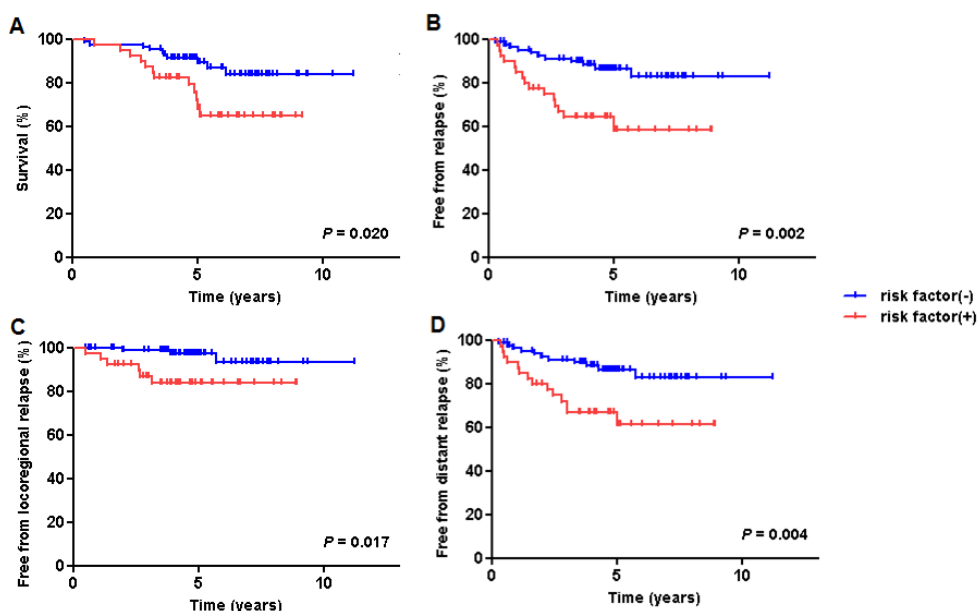 A
Survival (%)
100
80
60
40
20
0
P = 0.020
0 5 10
Time (years)
B
Free from relapse (%)
100
80
60
40
20
0
P = 0.002
0 5 10
Time (years)
risk factor(-)
risk factor(+)
C
Free from locoregional relapse (%)
100
80
60
40
20
0
P = 0.017
0 5 10
Time (years)
D
Free from distant relapse (%)
100
80
60
40
20
0
P = 0.004
0 5 10
Time (years)